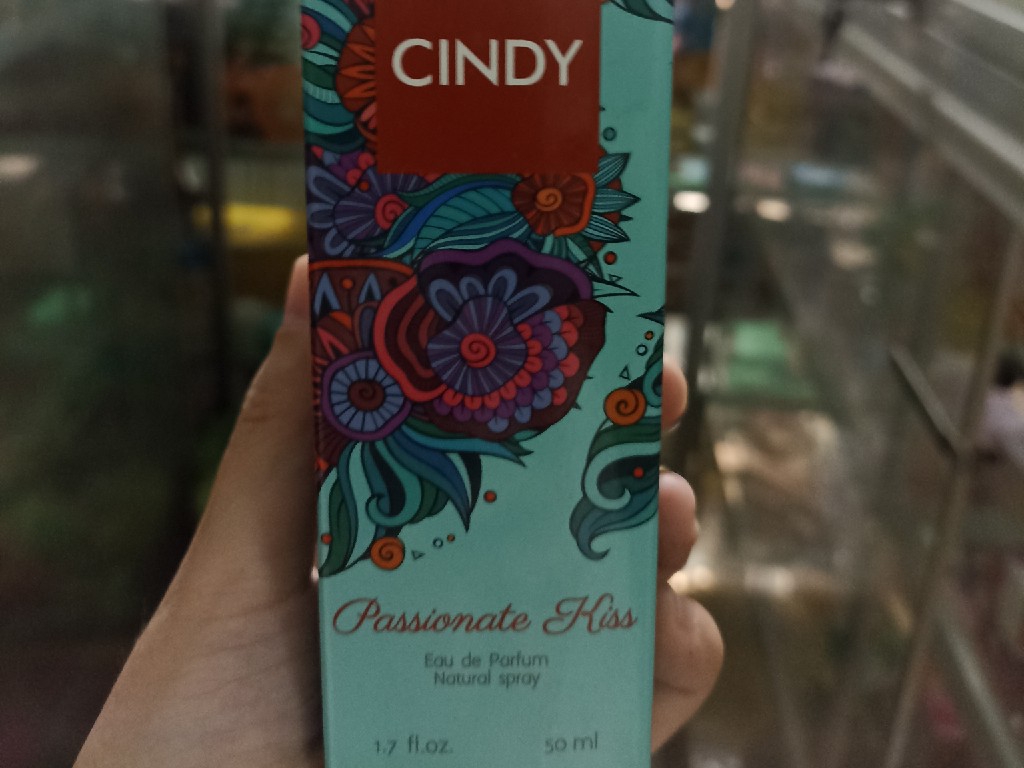 CINDY
Passionate Kiss
Eau de Parfum
Natural spray
1.7 fl.oz. 50 ml